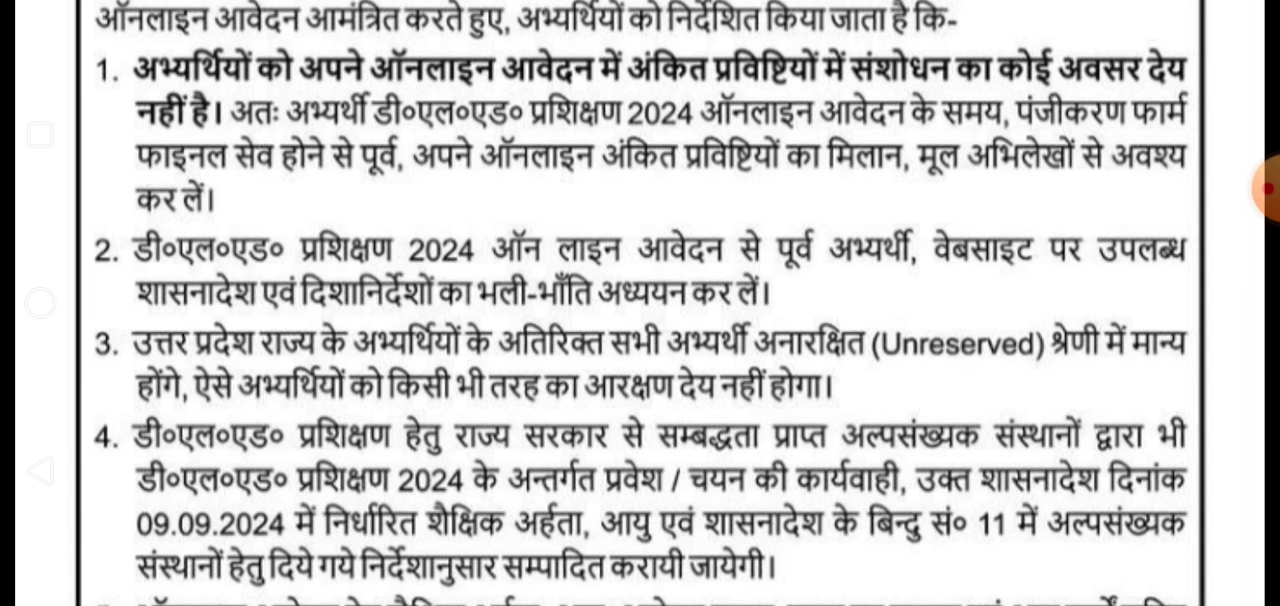 ऑनलाइन आवेदन आमंत्रित करते हुए, अभ्यर्थियों को निर्देशित किया जाता है कि-
1. अभ्यर्थियों को अपने ऑनलाइन आवेदन में अंकित प्रविष्टियों में संशोधन का कोई अवसर देय
नहीं है। अतः अभ्यर्थी डी०एल०एड० प्रशिक्षण 2024 ऑनलाइन आवेदन के समय, पंजीकरण फार्म
फाइनल सेव होने से पूर्व, अपने ऑनलाइन अंकित प्रविष्टियों का मिलान, मूल अभिलेखों से अवश्य
कर लें।
2. डी०एल०एड० प्रशिक्षण 2024 ऑन लाइन आवेदन से पूर्व अभ्यर्थी, वेबसाइट पर उपलब्ध
शासनादेश एवं दिशानिर्देशों का भली-भाँति अध्ययन कर लें।
3. उत्तर प्रदेश राज्य के अभ्यर्थियों के अतिरिक्त सभी अभ्यर्थी अनारक्षित (Unreserved) श्रेणी में मान्य
होंगे, ऐसे अभ्यर्थियों को किसी भी तरह का आरक्षण देय नहीं होगा।
4. डी०एल०एड० प्रशिक्षण हेतु राज्य सरकार से सम्बद्धता प्राप्त अल्पसंख्यक संस्थानों द्वारा भी
डी०एल०एड० प्रशिक्षण 2024 के अन्तर्गत प्रवेश / चयन की कार्यवाही, उक्त शासनादेश दिनांक
09.09.2024 में निर्धारित शैक्षिक अर्हता, आयु एवं शासनादेश के बिन्दु सं० 11 में अल्पसंख्यक
संस्थानों हेतु दिये गये निर्देशानुसार सम्पादित करायी जायेगी।